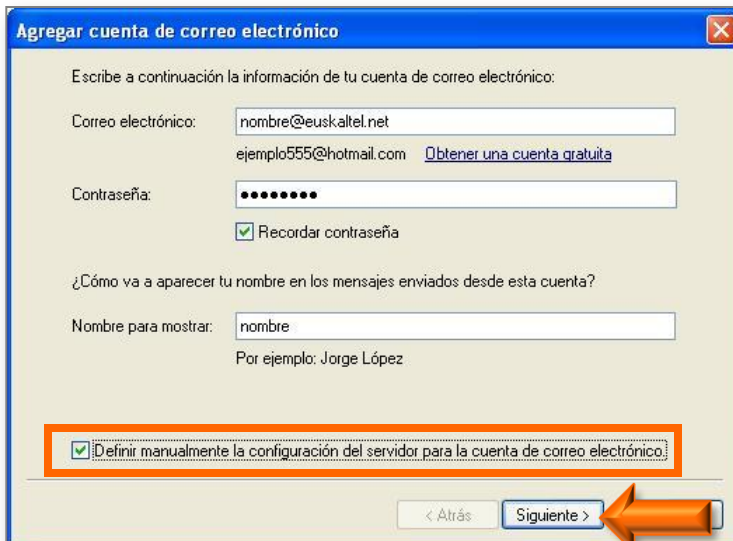 Agregar cuenta de correo electrónico
Escribe a continuación la información de tu cuenta de correo electrónico:
Correo electrónico: nombre@euskaltel.net
ejemplo555@hotmail.com Obtener una cuenta gratuita
Contraseña: ●●●●●●●●
Recordar contraseña
¿Cómo va a aparecer tu nombre en los mensajes enviados desde esta cuenta?
Nombre para mostrar: nombre
Por ejemplo: Jorge López
Definir manualmente la configuración del servidor para la cuenta de correo electrónico.
< Atrás Siguiente >